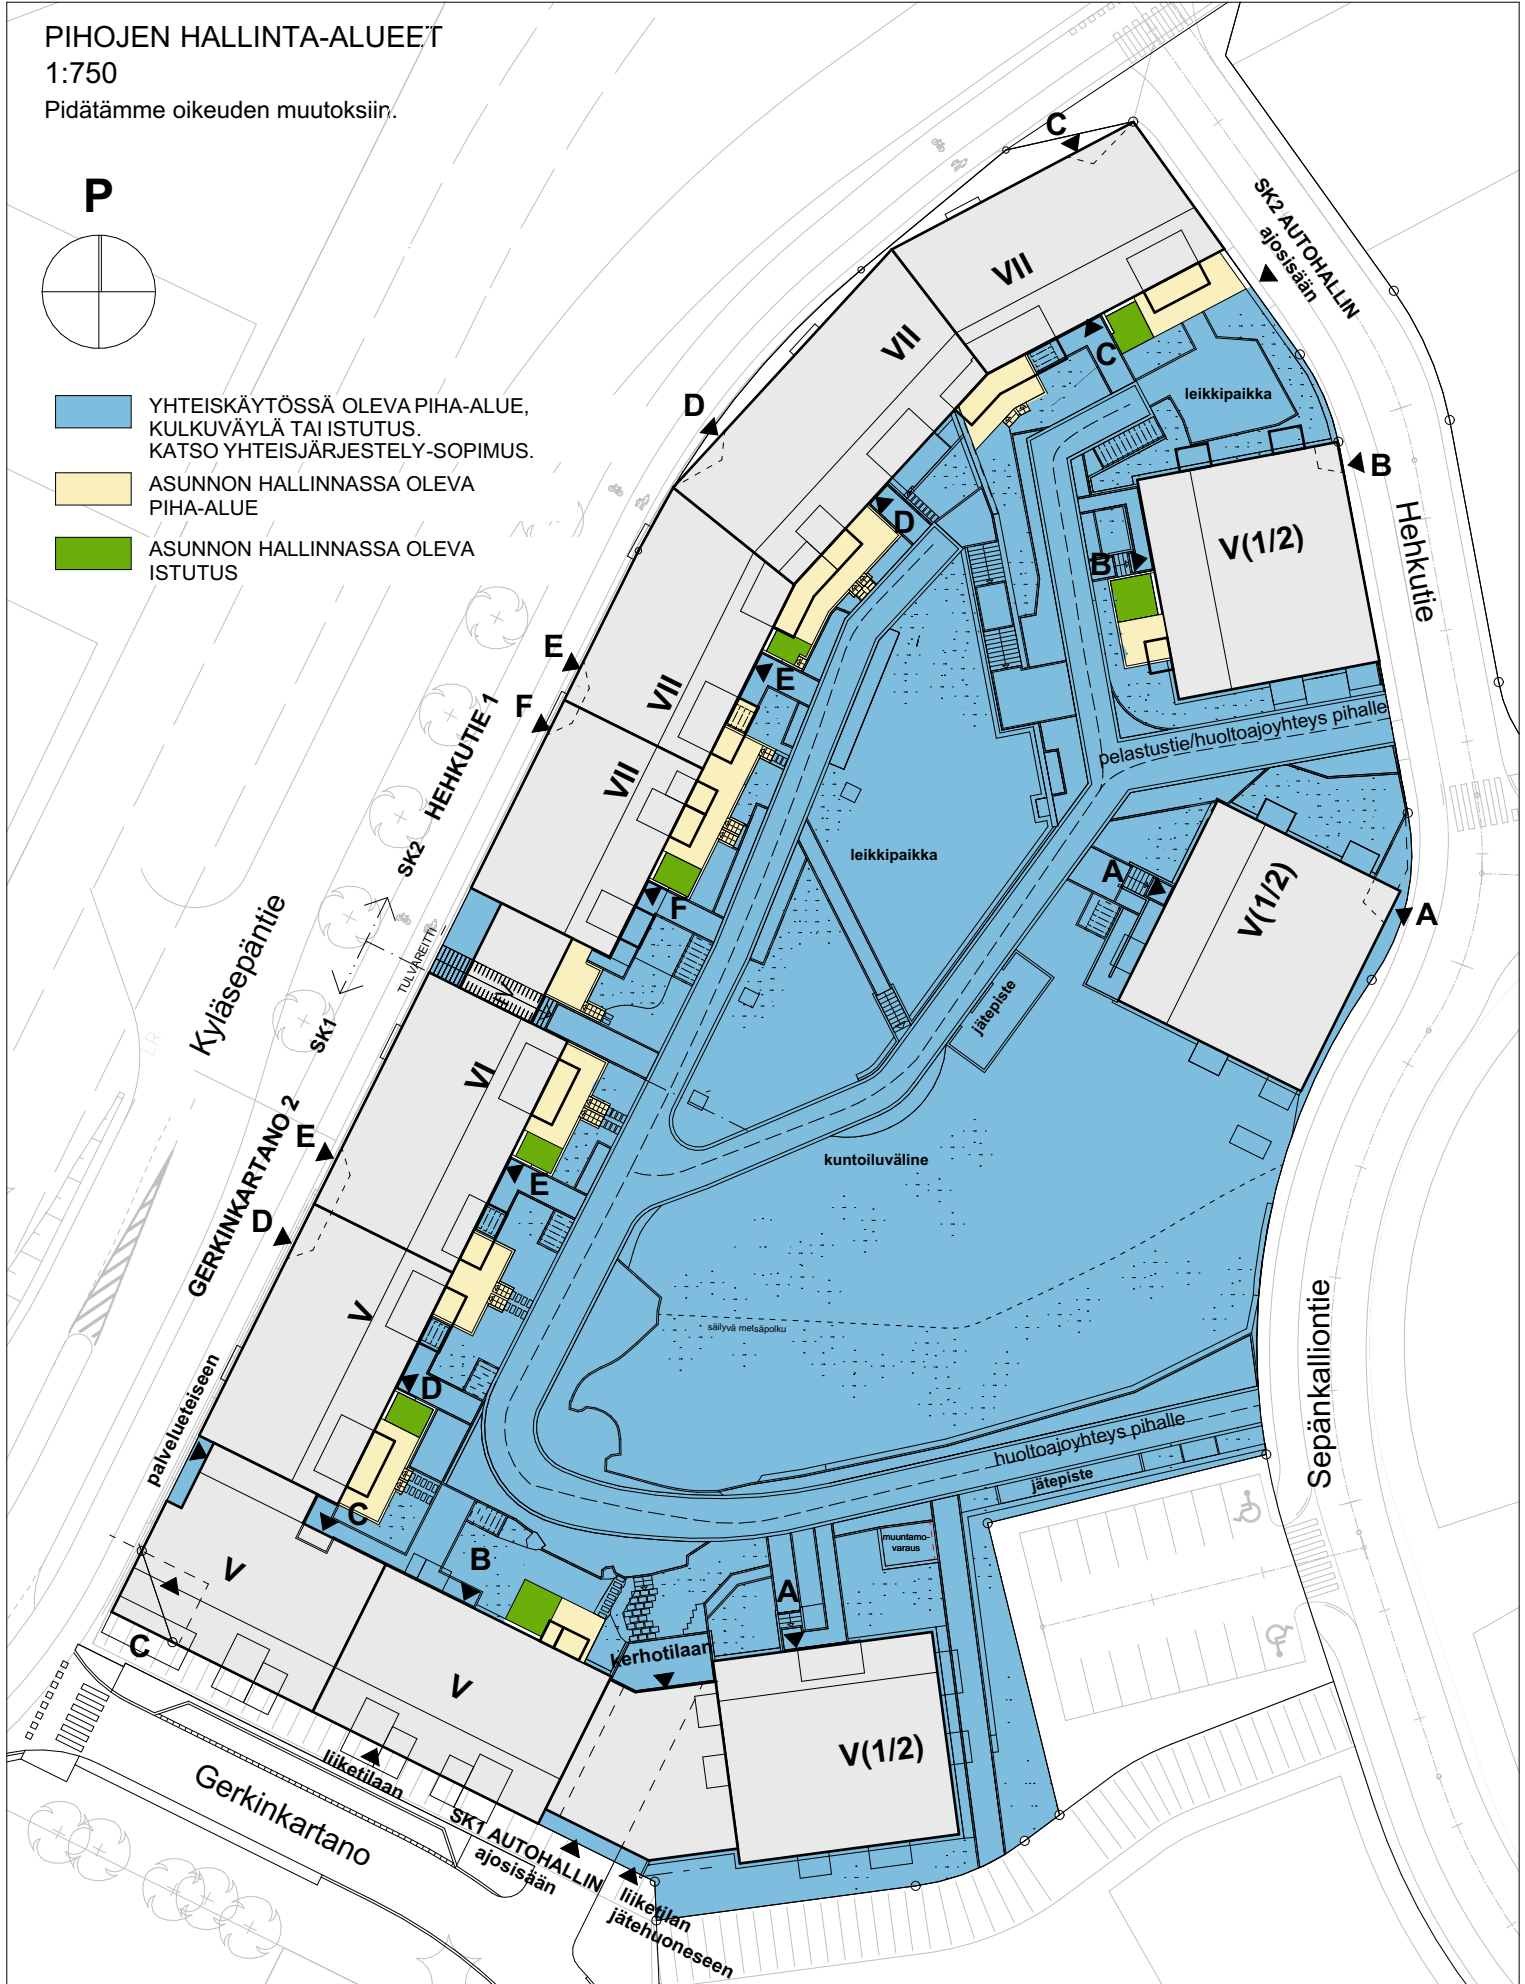 PIHOJEN HALLINTA-ALUEET
1:750
Pidätämme oikeuden muutoksiin.
P
YHTEISKÄYTÖSSÄ OLEVA PIHA-ALUE,
KULKUVÄYLÄ TAI ISTUTUS.
KATSO YHTEISJÄRJESTELY-SOPIMUS.
ASUNNON HALLINNASSA OLEVA
PIHA-ALUE
ASUNNON HALLINNASSA OLEVA
ISTUTUS
C
SK2 AUTOHALLIN
ajosisään
VII
VII
C
leikkipaikka
D
B
D
V(1/2)
Hehkutie
B
E
E
F
VII
VII
HEHKUTIE 1
SK2
pelastustie/huoltoajoyhteys pihalle
leikkipaikka
A
V(1/2)
A
F
Kyläsepäntie
TULVAREITTI
IV
jätepiste
SK1
LR
VI
GERKINKARTANO 2
E
E
kuntoiluväline
D
V
säilyvä metsäpolku
Sepänkalliontie
D
palvelueteiseen
huoltoajoyhteys pihalle
jätepiste
C
muuntamo-
varaus
B
V
A
C
kerhotilaan
V
V(1/2)
liiketilaan
Gerkinkartano
SK1 AUTOHALLIN
ajosisään
liiketilan
jätehuoneseen